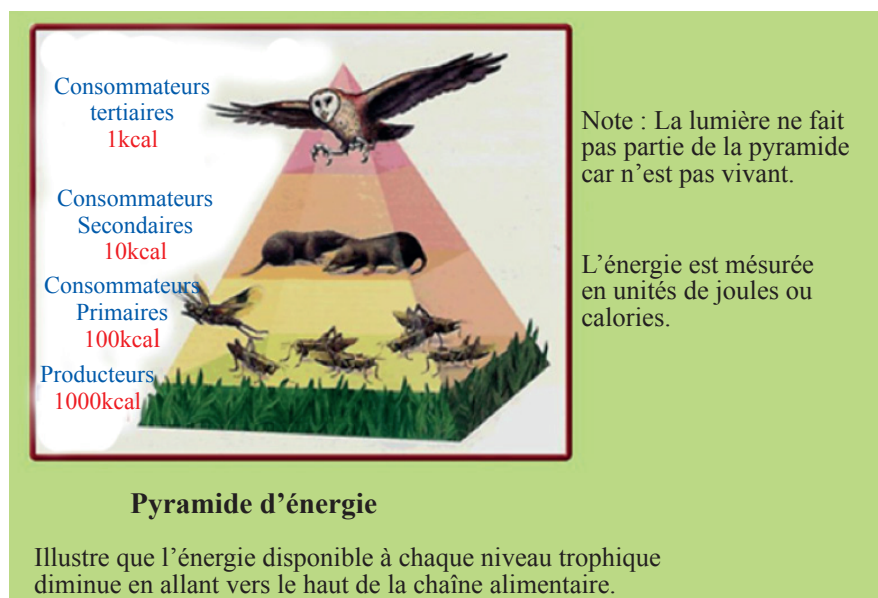 Consommateurs
tertiaires
1kcal
Consommateurs
Secondaires
10kcal
Consommateurs
Primaires
100kcal
Producteurs
1000kcal
Note : La lumière ne fait
pas partie de la pyramide
car n’est pas vivant.
L’énergie est mésurée
en unités de joules ou
calories.
Pyramide d’énergie
Illustre que l’énergie disponible à chaque niveau trophique
diminue en allant vers le haut de la chaîne alimentaire.